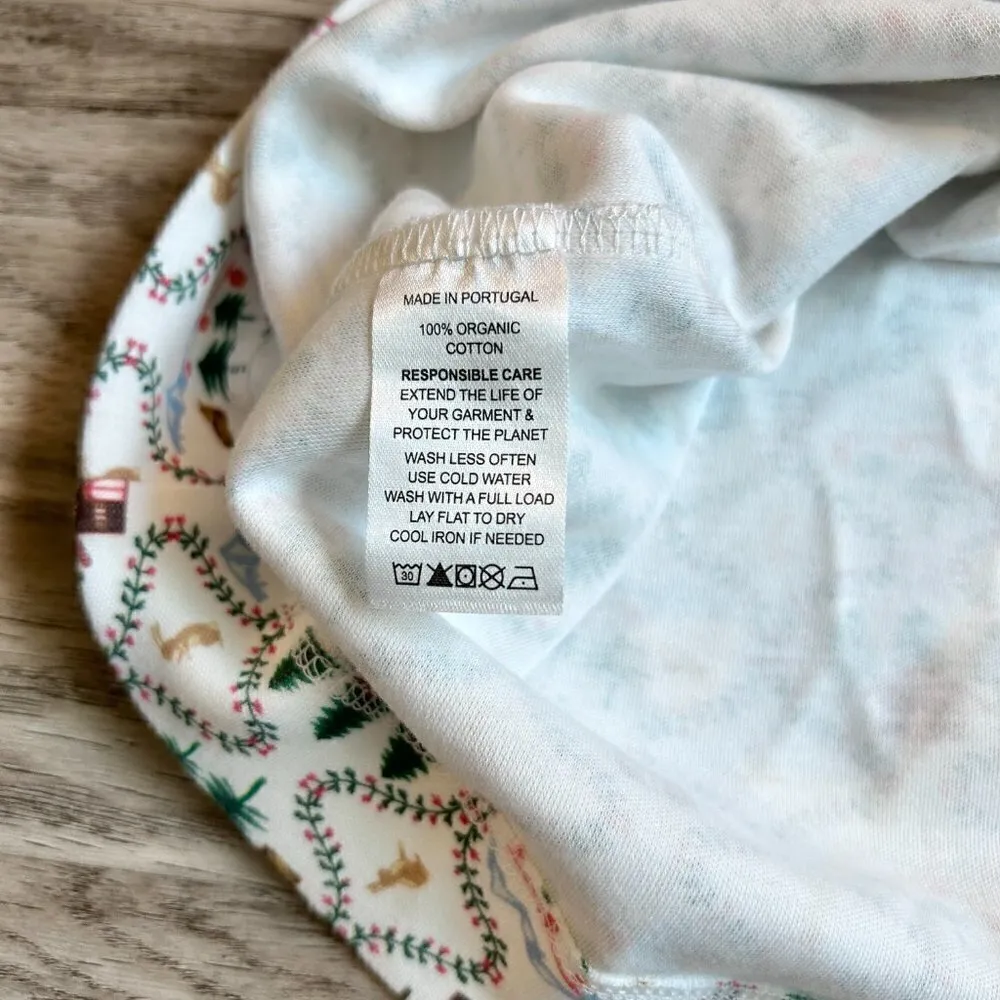 MADE IN PORTUGAL
100% ORGANIC
COTTON
RESPONSIBLE CARE
EXTEND THE LIFE OF
YOUR GARMENT &
PROTECT THE PLANET
WASH LESS OFTEN
USE COLD WATER
WASH WITH A FULL LOAD
LAY FLAT TO DRY
COOL IRON IF NEEDED
30